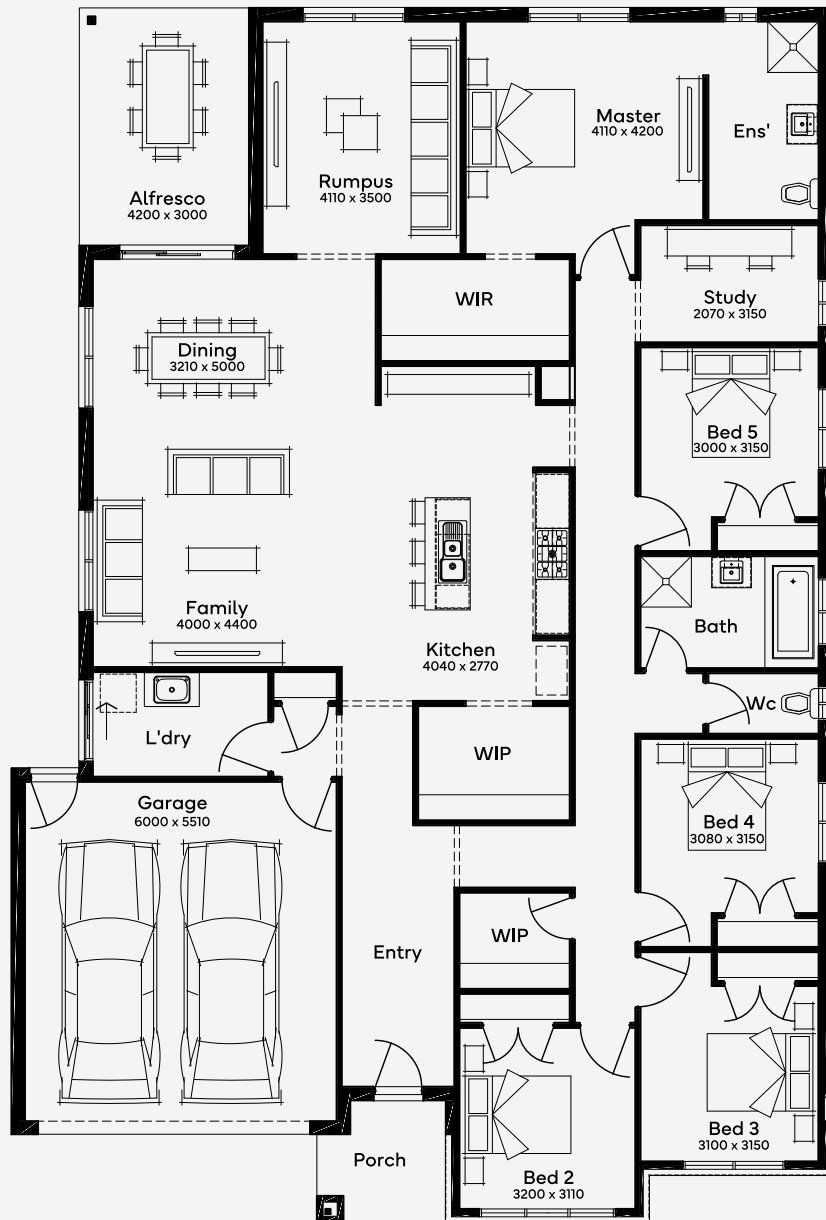 Master
4110 x 4200
Ens'
Rumpus
4110 x 3500
Alfresco
4200 x 3000
WIR
Study
2070 x 3150
Dining
3210 x 5000
Bed 5
3000 x 3150
Family
4000 x 4400
Bath
Kitchen
4040 x 2770
Wc
L'dry
WIP
Garage
6000 x 5510
Bed 4
3080 x 3150
WIP
Entry
Bed 3
3100 x 3150
Porch
Bed 2
3200 x 3110